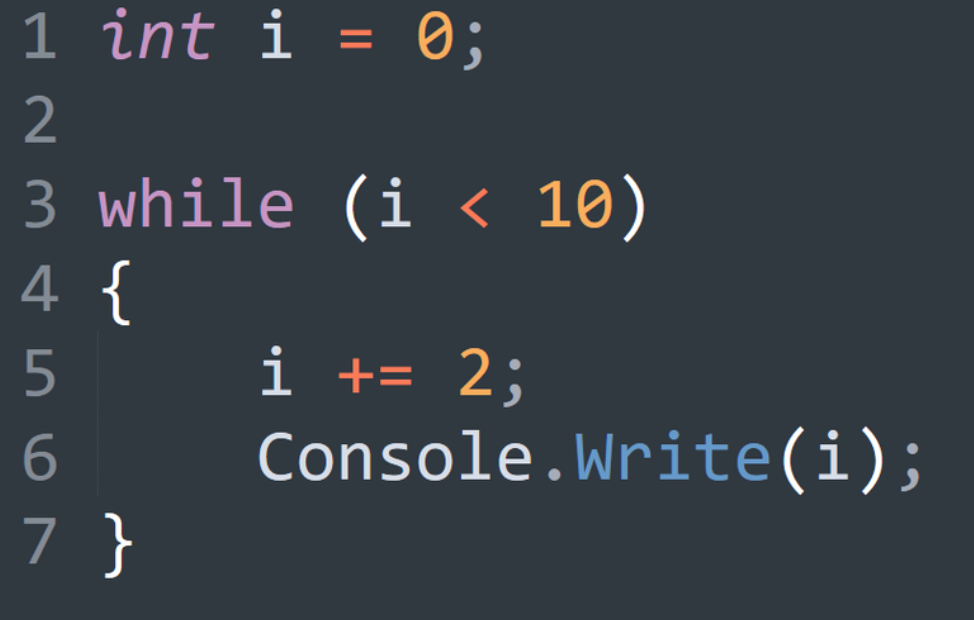 1 int i = 0;
2
3 while (i < 10)
4 {
5     i += 2;
6     Console.Write(i);
7 }